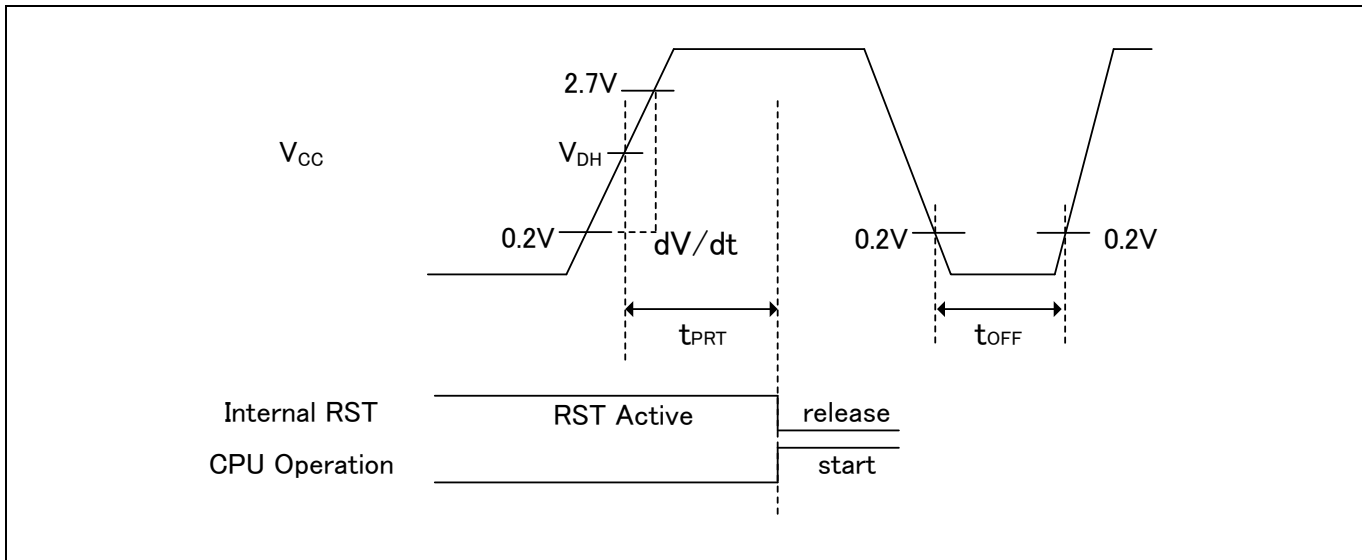 2.7V
VCC
VDH
0.2V
dV/dt
0.2V
0.2V
tPRT
tOFF
Internal RST
RST Active
release
CPU Operation
start